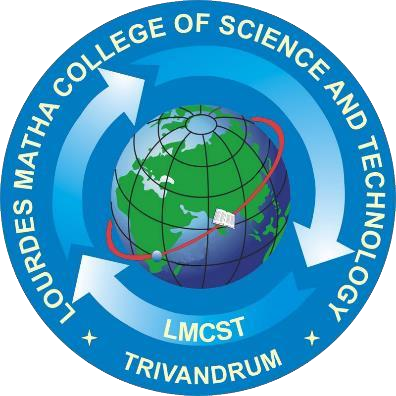 LOURDES MATHA COLLEGE OF SCIENCE AND TECHNOLOGY
LMCST
TRIVANDRUM